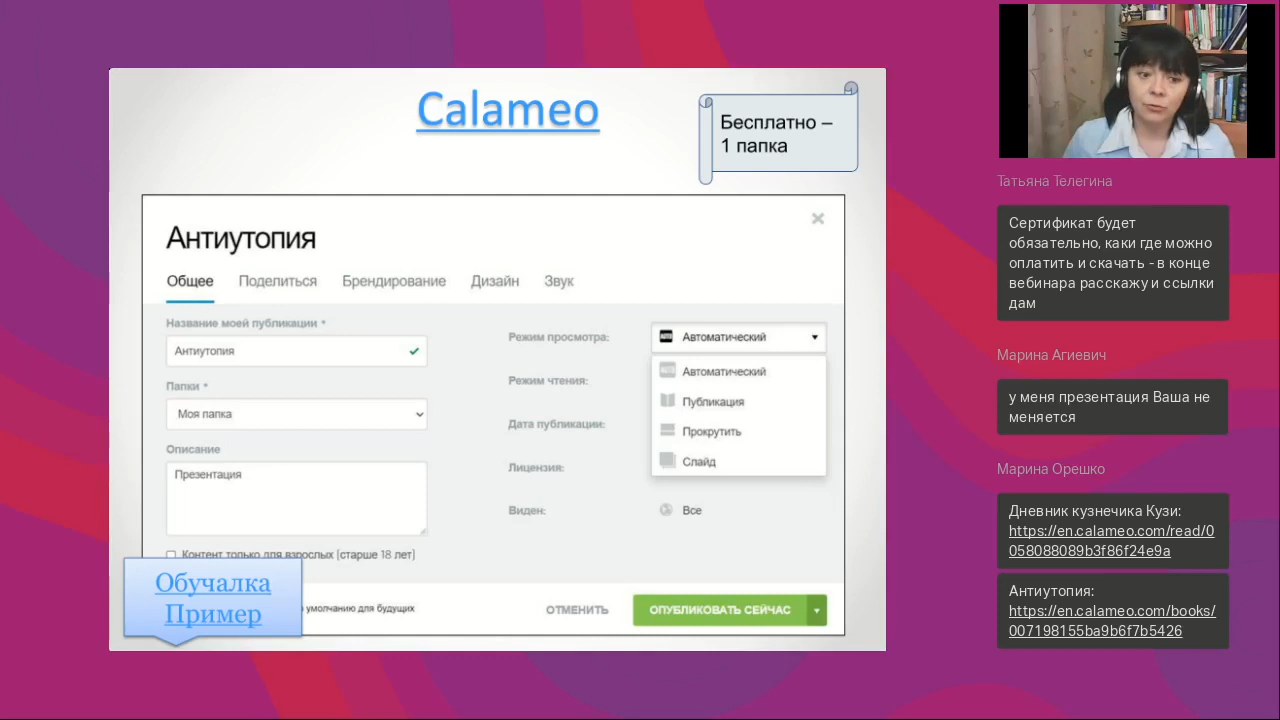 Calameo
Бесплатно –
1 папка
Антиутопия
Общее Поделиться Брендирование Дизайн Звук
Название моей публикации *
Антиутопия
Папки *
Моя папка
Описание
Презентация
Контент только для взрослых (старше 18 лет)
Режим просмотра:
Автоматический
Автоматический
Публикация
Прокрутить
Слайд
Режим чтения:
Дата публикации:
Лицензия:
Виден:
Все
умолчанию для будущих
ОТМЕНИТЬ
ОПУБЛИКОВАТЬ СЕЙЧАС
Обучалка
Пример
Татьяна Телегина
Сертификат будет
обязательно, каки где можно
оплатить и скачать - в конце
вебинара расскажу и ссылки
дам
Марина Агиевич
у меня презентация Ваша не
меняется
Марина Орешко
Дневник кузнечика Кузи:
https://en.calameo.com/read/0
058088089b3f86f24e9a
Антиутопия:
https://en.calameo.com/books/
007198155ba9b6f7b5426